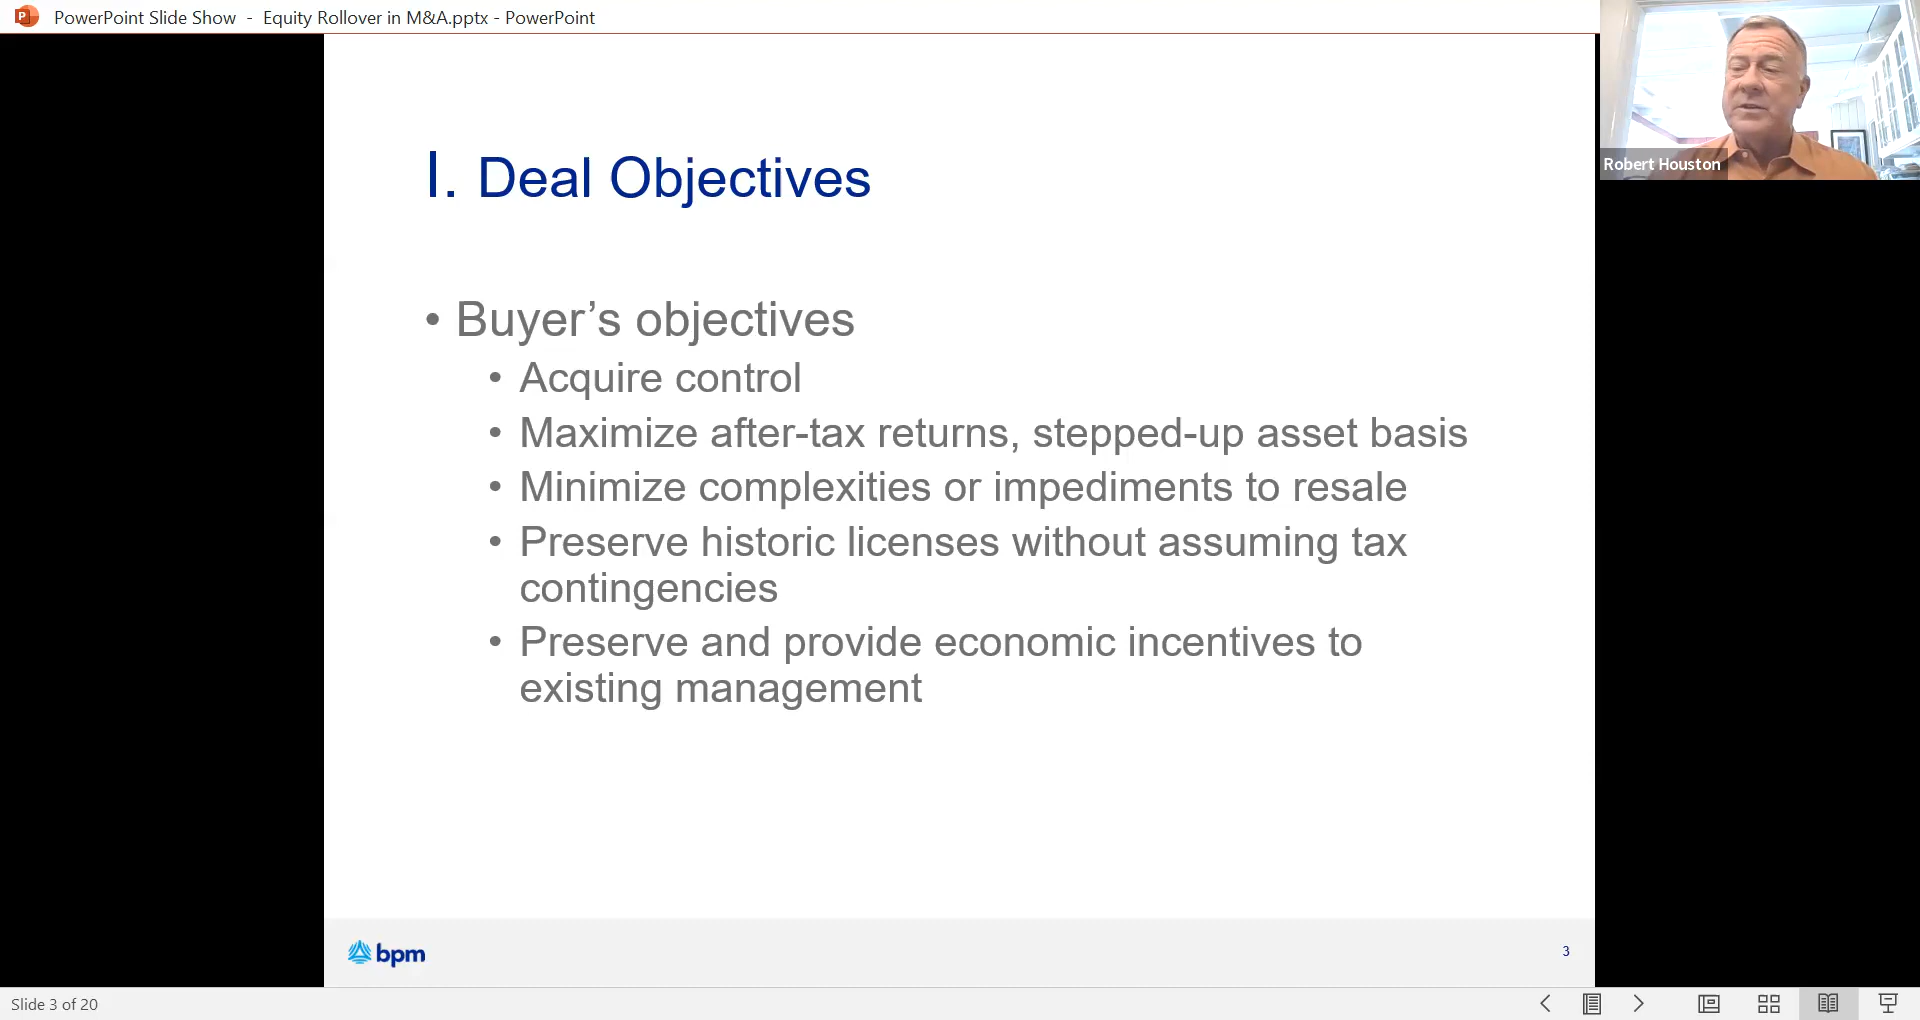 PowerPoint Slide Show - Equity Rollover in M&A.pptx - PowerPoint
Robert Houston
I. Deal Objectives
• Buyer’s objectives
• Acquire control
• Maximize after-tax returns, stepped-up asset basis
• Minimize complexities or impediments to resale
• Preserve historic licenses without assuming tax
contingencies
• Preserve and provide economic incentives to
existing management
bpm
3
Slide 3 of 20